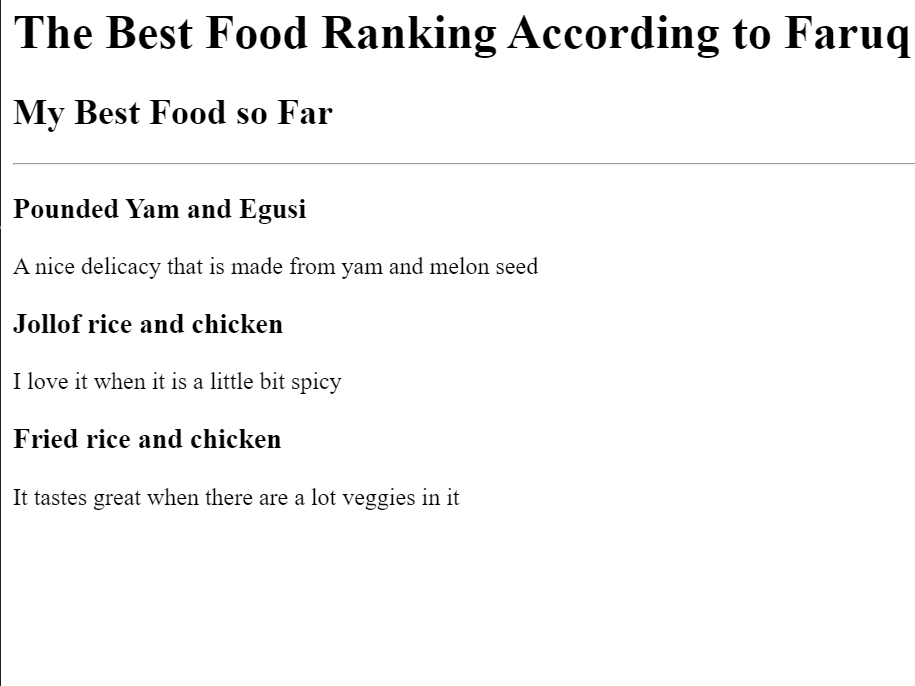 The Best Food Ranking According to Faruq
My Best Food so Far
Pounded Yam and Egusi
A nice delicacy that is made from yam and melon seed
Jollof rice and chicken
I love it when it is a little bit spicy
Fried rice and chicken
It tastes great when there are a lot veggies in it